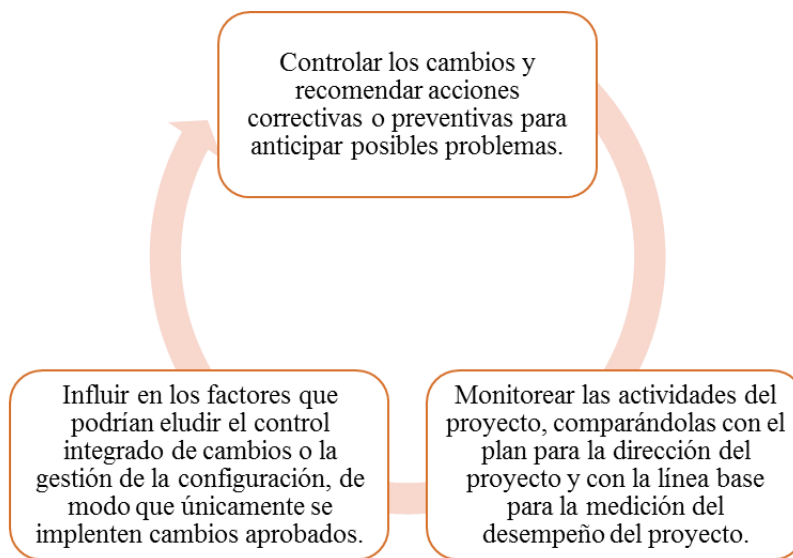 Controlar los cambios y
recomendar acciones
correctivas o preventivas para
anticipar posibles problemas.
Monitorear las actividades del
proyecto, comparándolas con el
plan para la dirección del
proyecto y con la línea base
para la medición del
desempeño del proyecto.
Influir en los factores que
podrían eludir el control
integrado de cambios o la
gestión de la configuración, de
modo que únicamente se
implenten cambios aprobados.